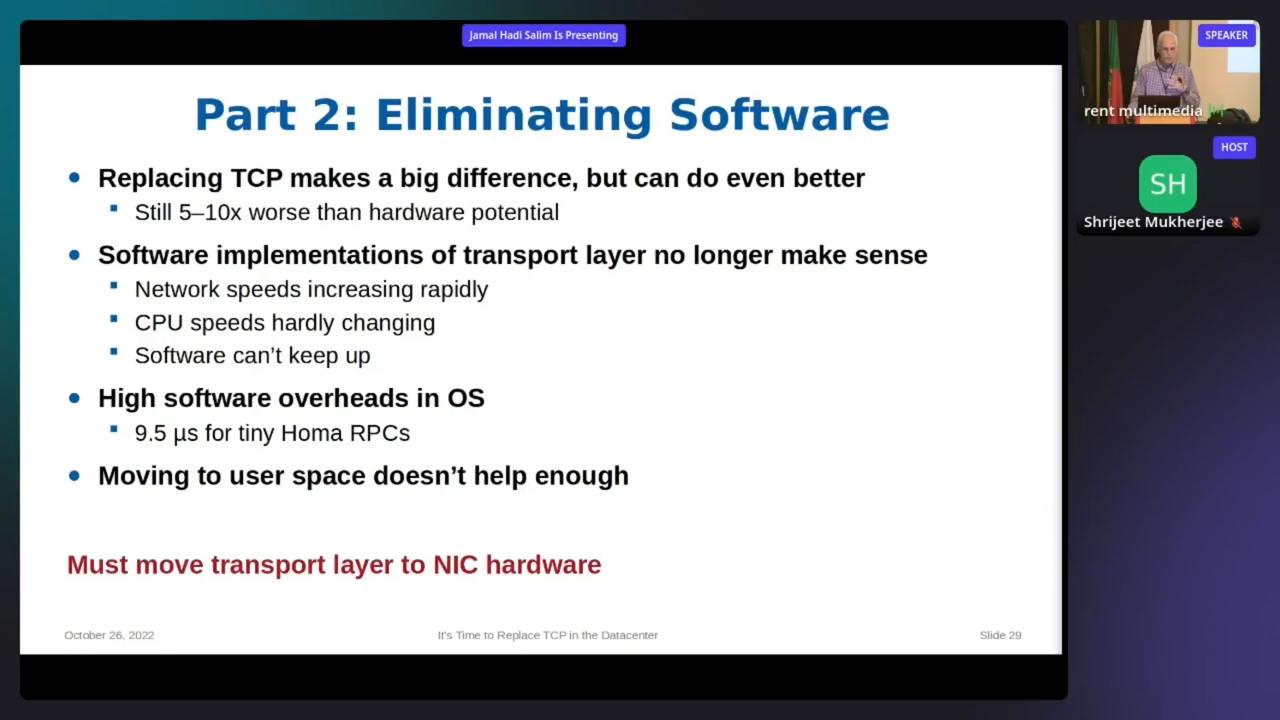 Jamal Hadi Salim Is Presenting
Part 2: Eliminating Software
Replacing TCP makes a big difference, but can do even better
Still 5–10x worse than hardware potential
Software implementations of transport layer no longer make sense
Network speeds increasing rapidly
CPU speeds hardly changing
Software can’t keep up
High software overheads in OS
9.5 µs for tiny Homa RPCs
Moving to user space doesn’t help enough
Must move transport layer to NIC hardware
October 26, 2022
It's Time to Replace TCP in the Datacenter
Slide 29
SPEAKER
rent multimedia
HOST
SH
Shrijeet Mukherjee